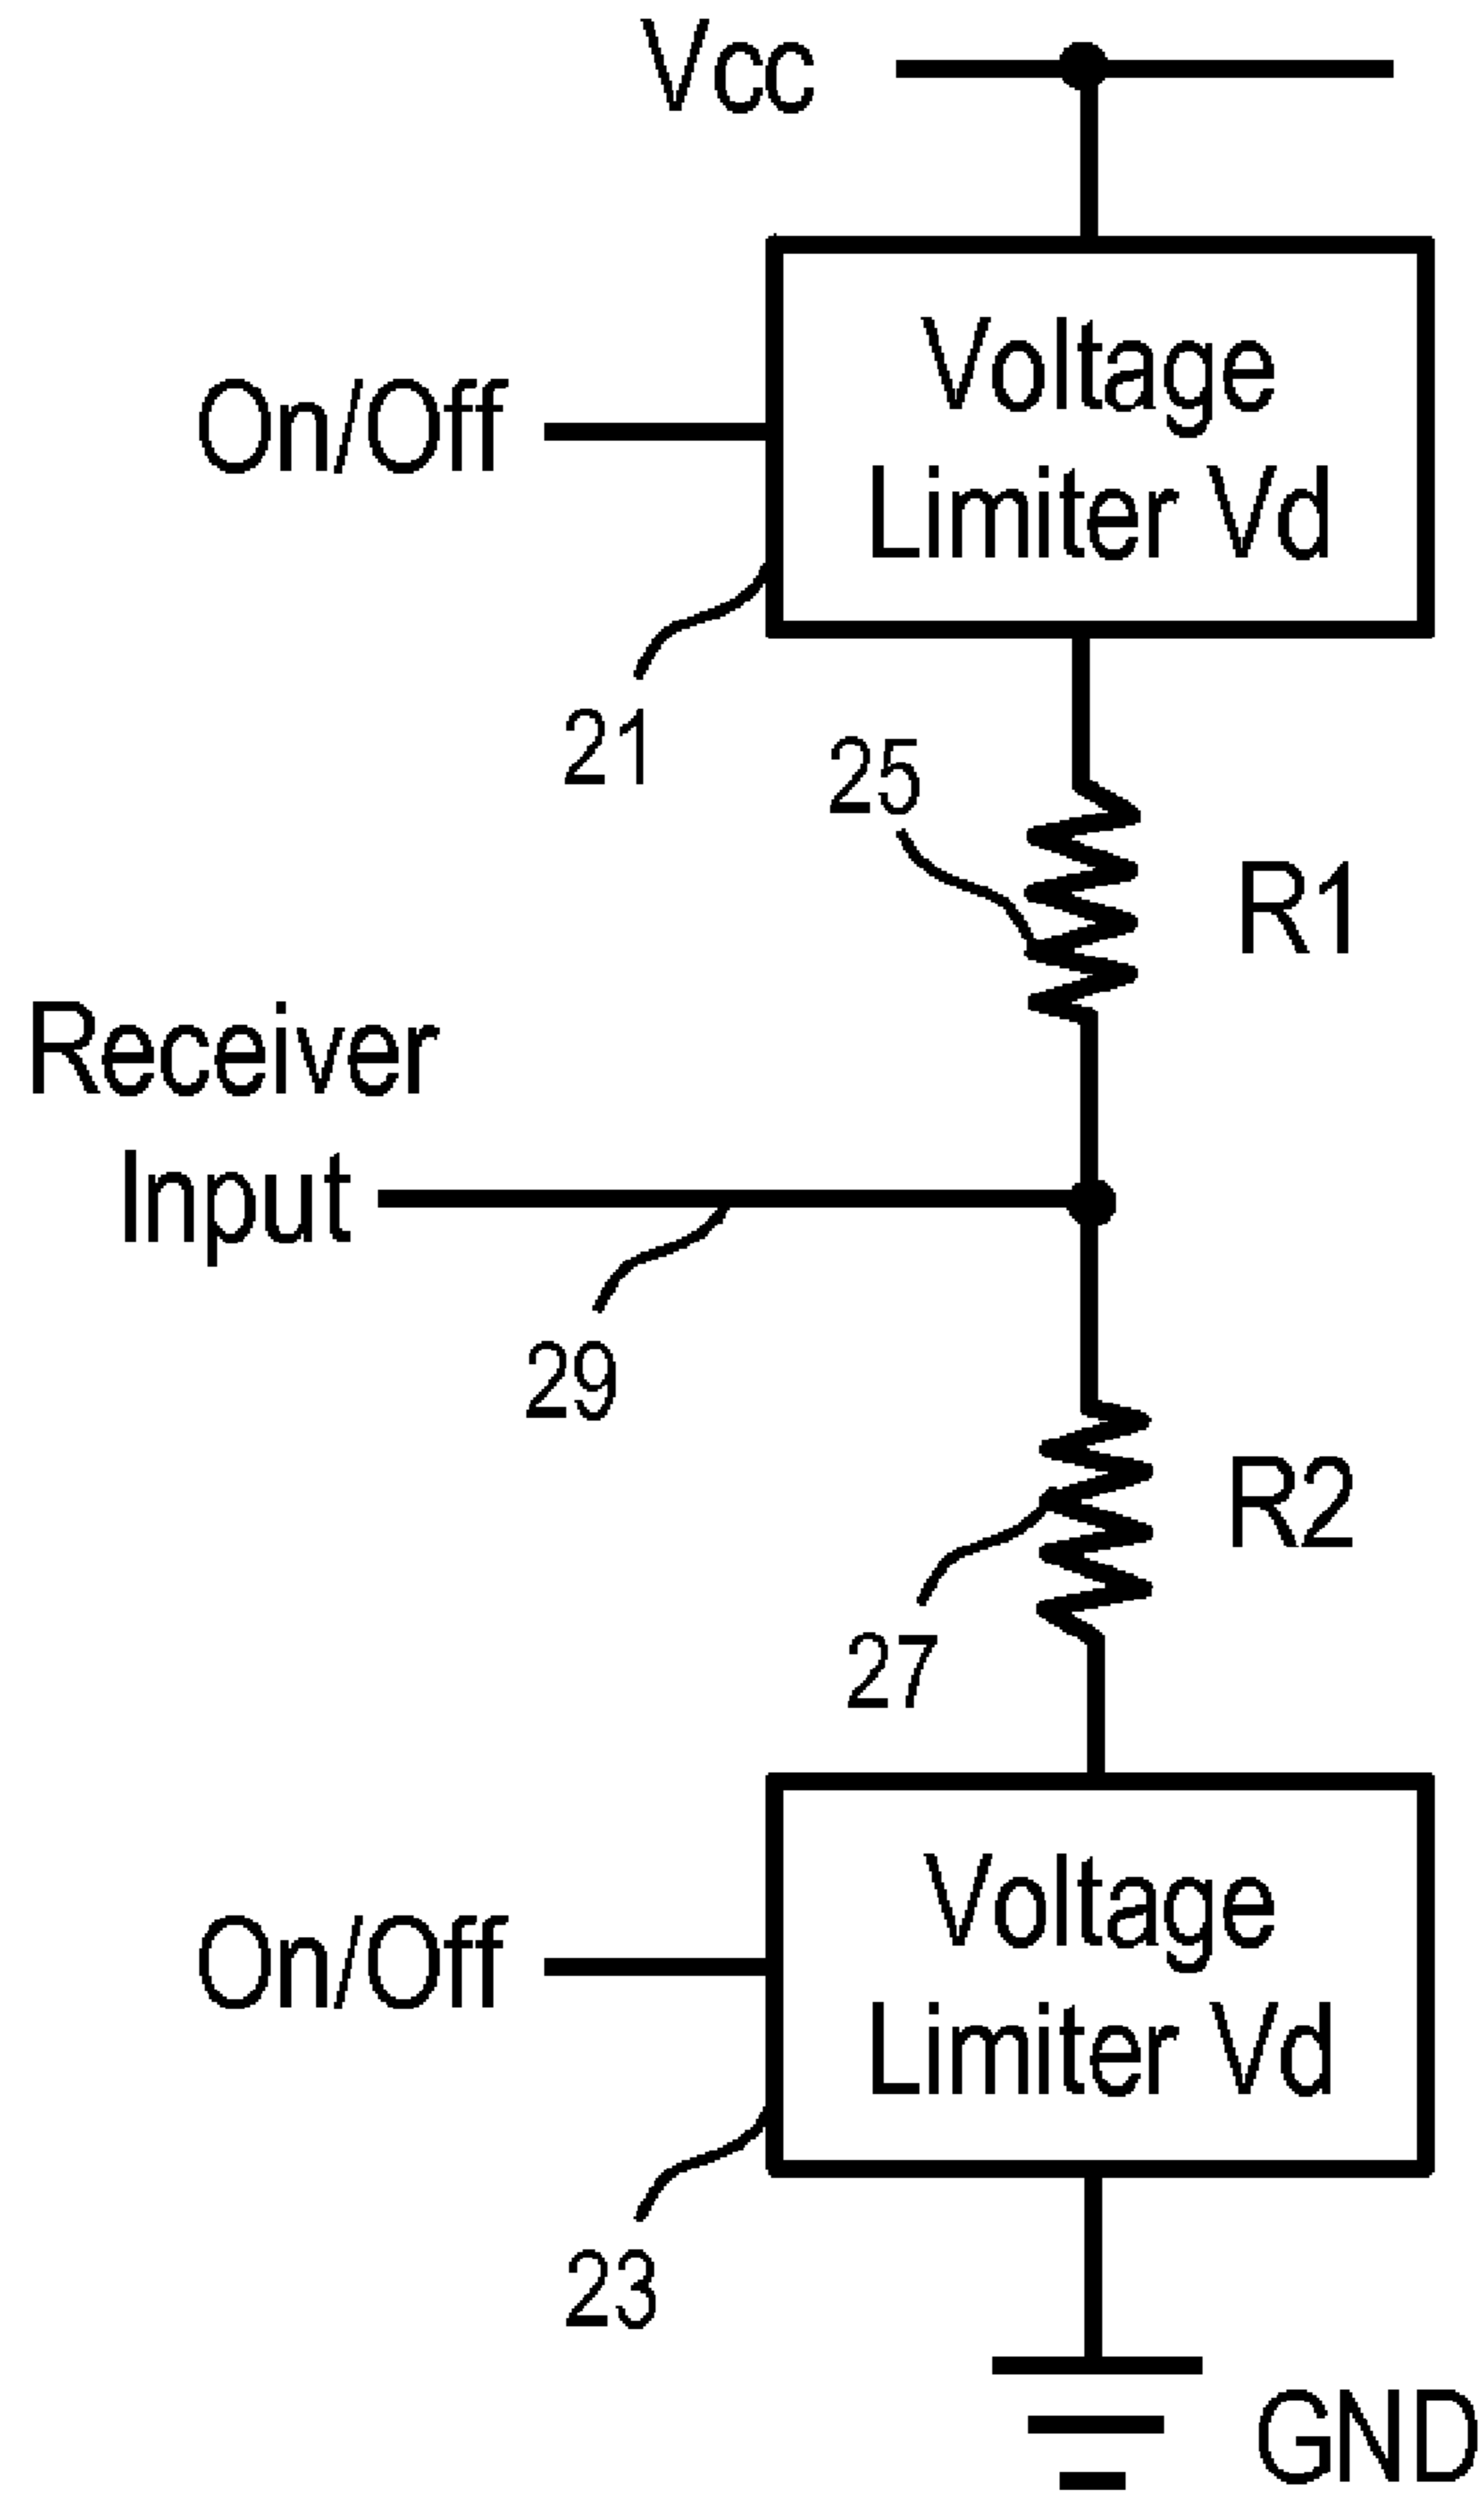 Vcc
Voltage
Limiter Vd
On/Off
21
25
R1
Receiver
Input
29
R2
27
Voltage
Limiter Vd
On/Off
23
GND